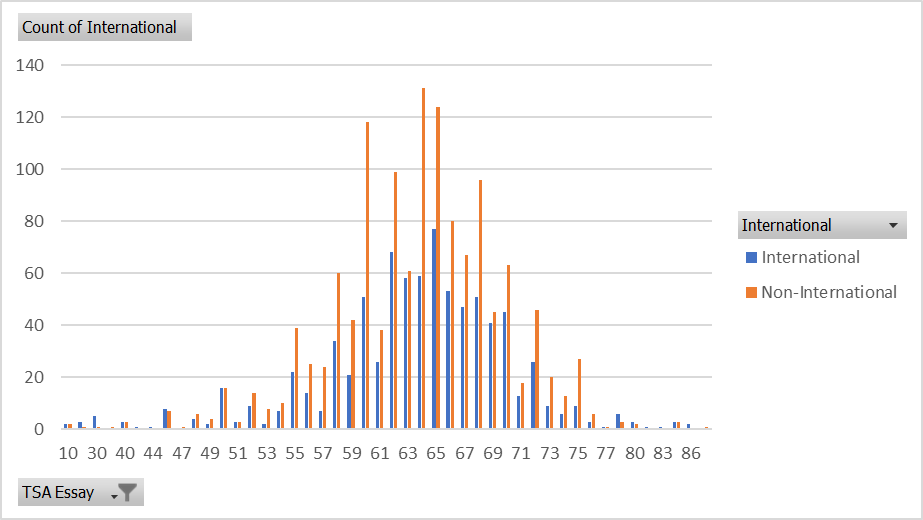 Count of International
140
120
100
80
60
40
20
0
International
International
Non-International
10 30 40 44 47 49 51 53 55 57 59 61 63 65 67 69 71 73 75 77 80 83 86
TSA Essay